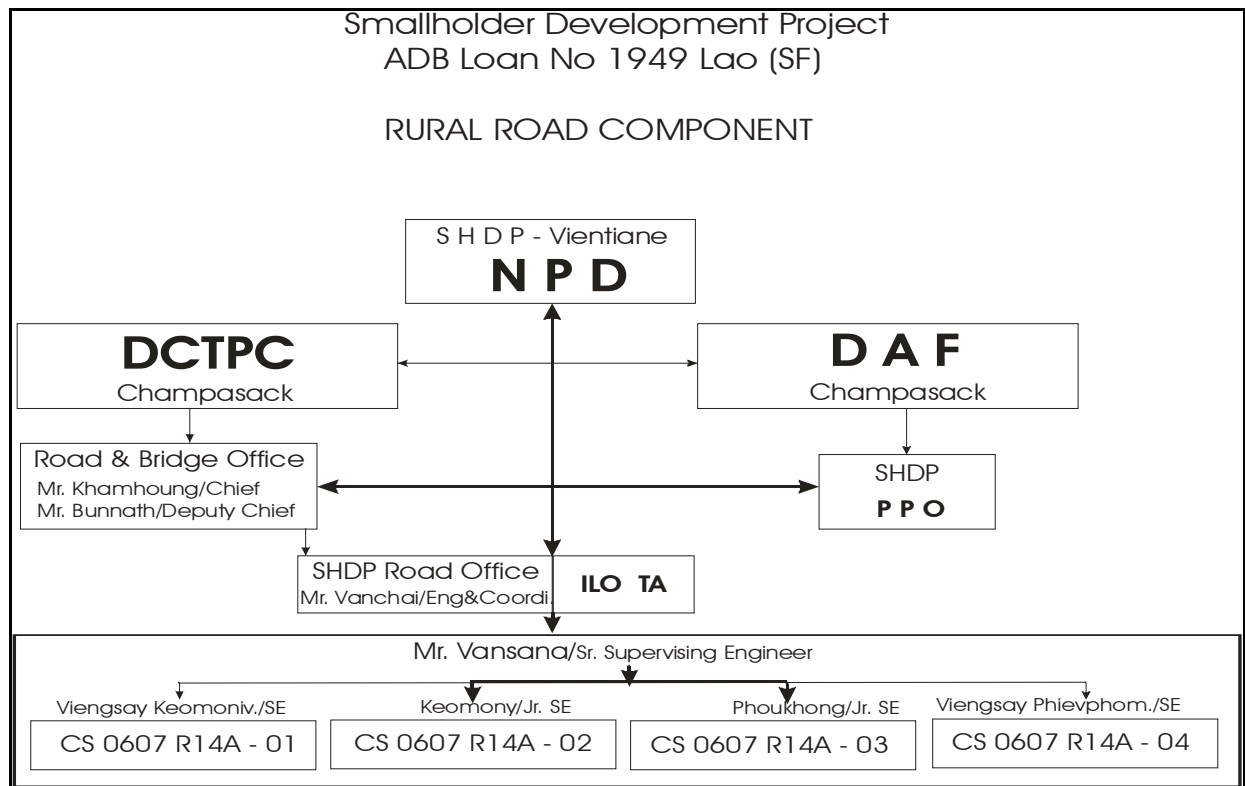 Smallholder Development Project
ADB Loan No 1949 Lao (SF)
RURAL ROAD COMPONENT
S H D P - Vientiane
N P D
DCTPC
Champasack
D A F
Champasack
Road & Bridge Office
Mr. Khamhoung/Chief
Mr. Bunnath/Deputy Chief
SHDP
P P O
SHDP Road Office
Mr. Vanchai/Eng&Coordi.
ILO TA
Mr. Vansana/Sr. Supervising Engineer
Viengsay Keomoniv./SE
CS 0607 R14A - 01
Keomony/Jr. SE
CS 0607 R14A - 02
Phoukhong/Jr. SE
CS 0607 R14A - 03
Viengsay Phievphom./SE
CS 0607 R14A - 04